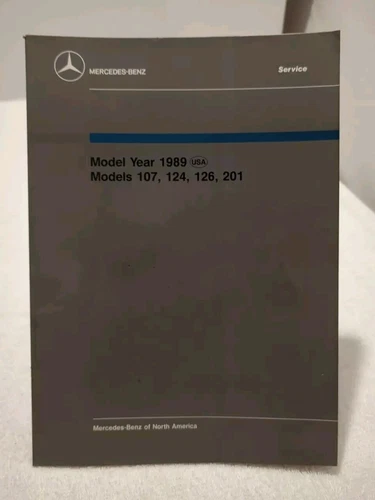 MERCEDES-BENZ
Service
Model Year 1989 USA
Models 107, 124, 126, 201
Mercedes-Benz of North America